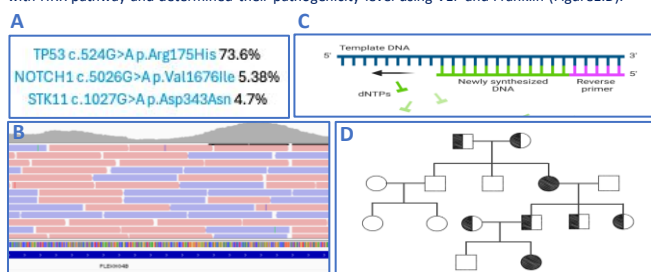 with HRR pathway and determined their pathogenicity level using VEP and Franklin (Figure2.D).
A
TP53 c.524G>A p.Arg175His 73.6%
NOTCH1 c.5026G>A p.Val1676Ile 5.38%
STK11 c.1027G>A p.Asp343Asn 4.7%
C
Template DNA
5' 3'
Newly synthesized DNA
Reverse primer
5'
dNTPs
B
D